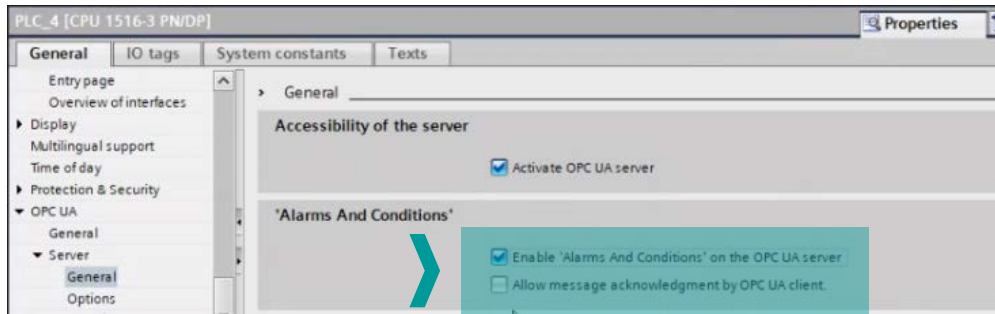 PLC_4 [CPU 1516-3 PN/DP]
Properties
General
IO tags
System constants
Texts
Entry page
Overview of interfaces
Display
Multilingual support
Time of day
Protection & Security
OPC UA
General
Server
General
Options
General
Accessibility of the server
Activate OPC UA server
'Alarms And Conditions'
Enable 'Alarms And Conditions' on the OPC UA server
Allow message acknowledgment by OPC UA client.